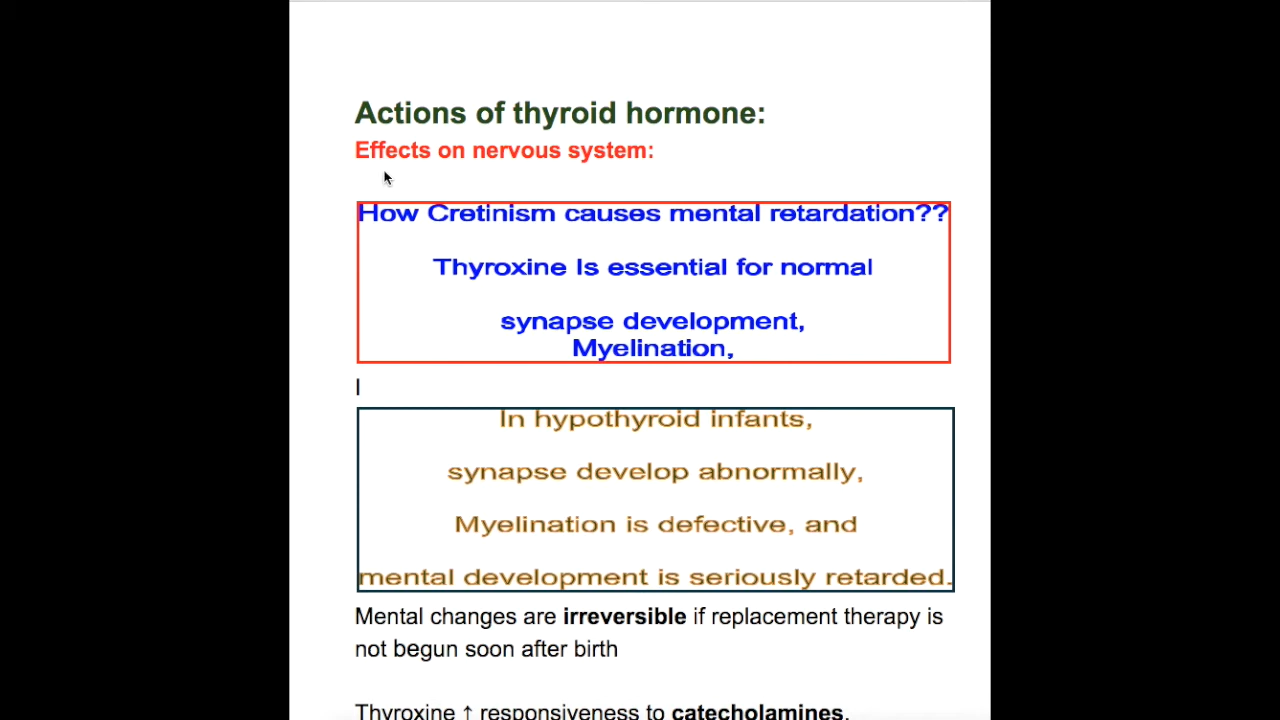 Actions of thyroid hormone:
Effects on nervous system:
How Cretinism causes mental retardation??
Thyroxine Is essential for normal
synapse development,
Myelination,
In hypothyroid infants,
synapse develop abnormally,
Myelination is defective, and
mental development is seriously retarded.
Mental changes are irreversible if replacement therapy is
not begun soon after birth
Thyroxine ↑ responsiveness to catecholamines,